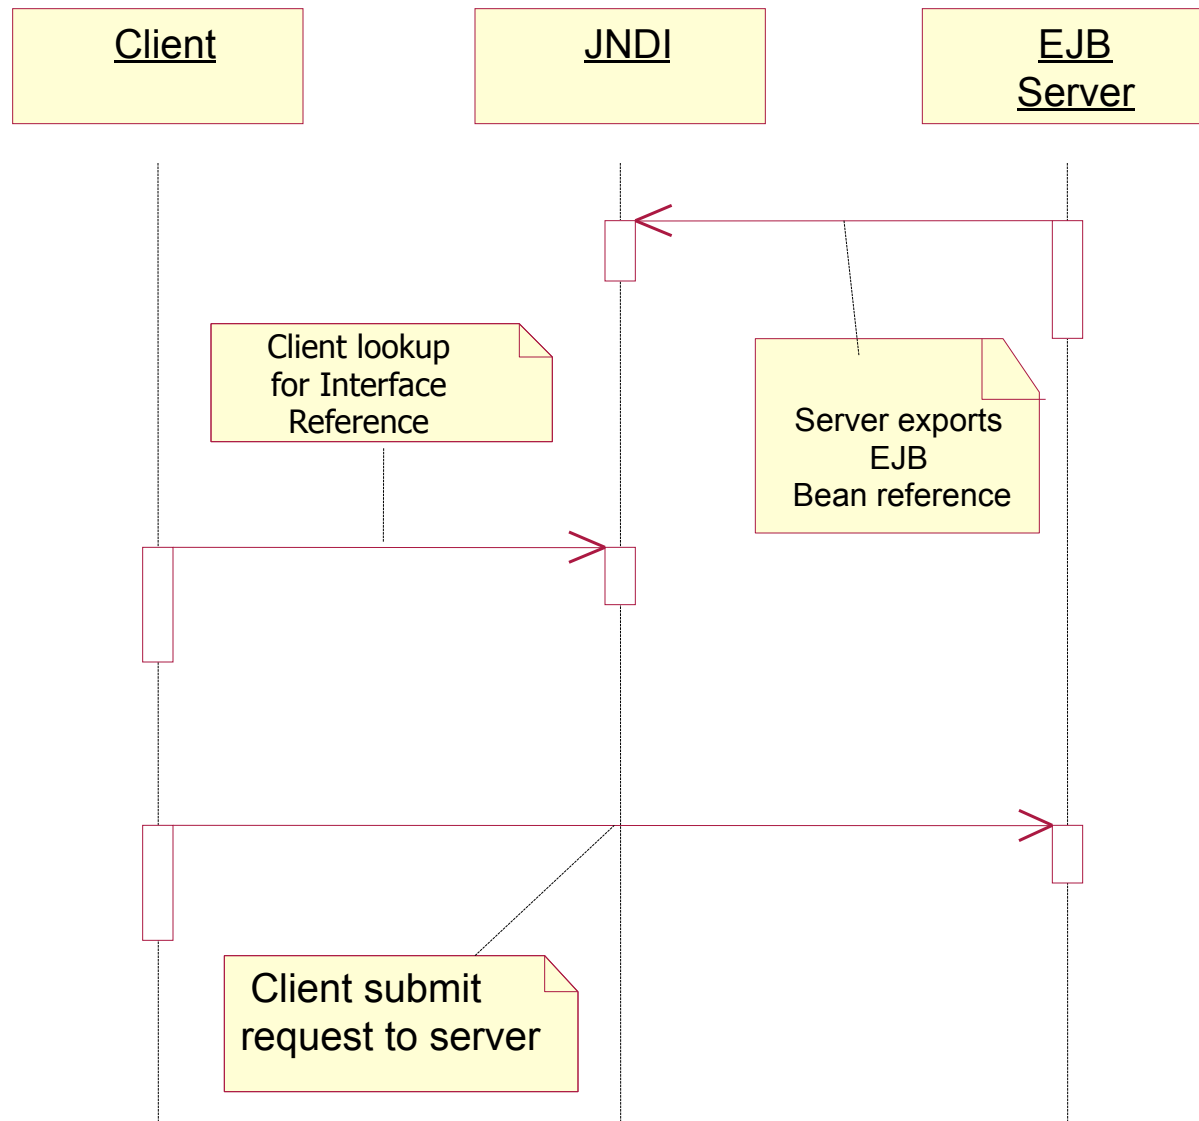 Client
JNDI
EJB
Server
Client lookup
for Interface
Reference
Server exports
EJB
Bean reference
Client submit
request to server